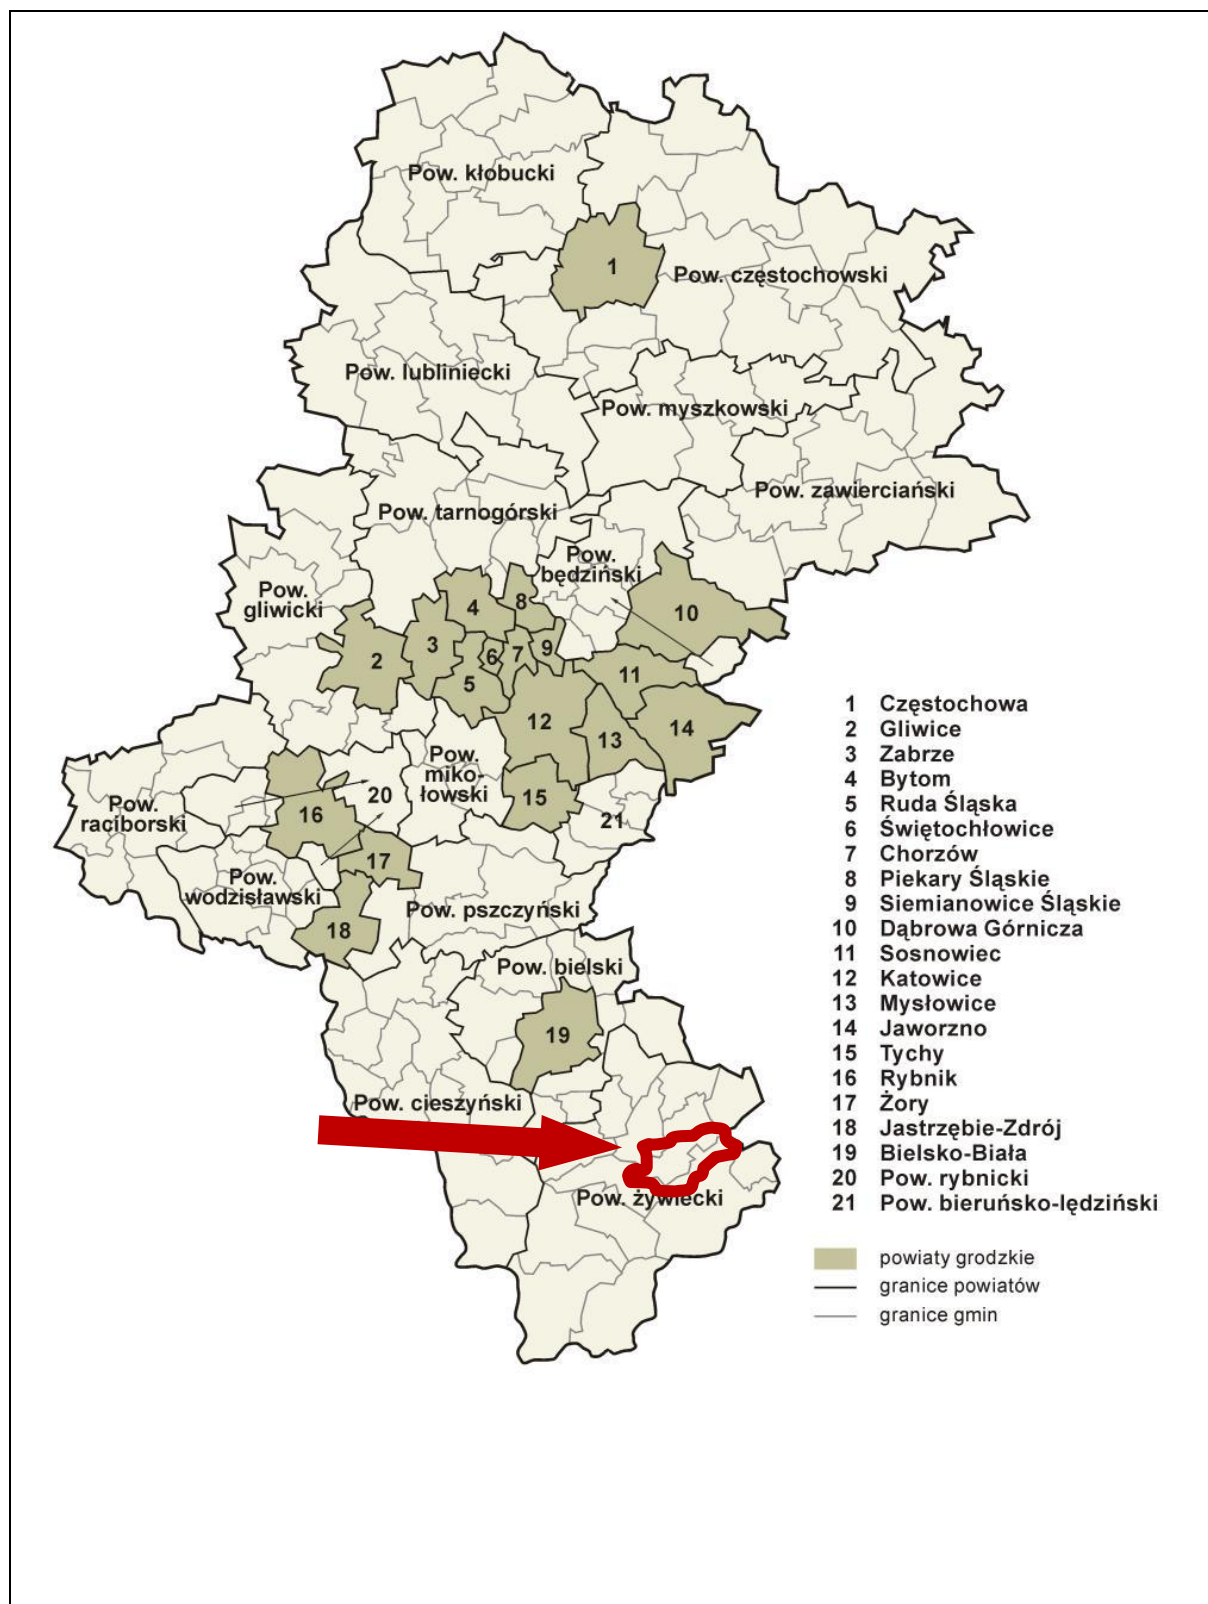 Pow. kłobucki
1
Pow. częstochowski
Pow. lubliniecki
Pow. myszkowski
Pow. zawierciański
Pow. tarnogórski
Pow.
będziński
Pow.
gliwicki
8
4
10
3
9
7
6
2
11
5
12
14
13
Pow.
miko-
łowski
20
15
Pow.
raciborski
16
21
17
Pow.
wodzisławski
Pow. pszczyński
18
Pow. bielski
19
Pow. cieszyński
Pow. żywiecki
1 Częstochowa
2 Gliwice
3 Zabrze
4 Bytom
5 Ruda Śląska
6 Świętochłowice
7 Chorzów
8 Piekary Śląskie
9 Siemianowice Śląskie
10 Dąbrowa Górnicza
11 Sosnowiec
12 Katowice
13 Mysłowice
14 Jaworzno
15 Tychy
16 Rybnik
17 Żory
18 Jastrzębie-Zdrój
19 Bielsko-Biała
20 Pow. rybnicki
21 Pow. bieruńsko-lędziński
powiaty grodzkie
granice powiatów
granice gmin